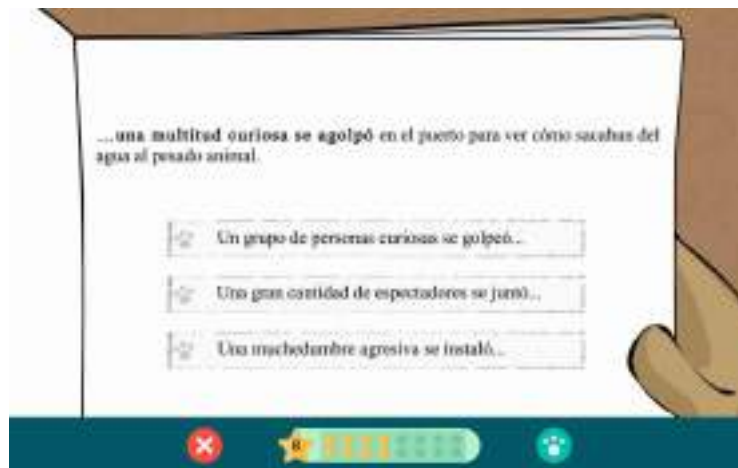 ...una multitud curiosa se agolpó en el puerto para ver cómo sacaban del
agua al pesado animal.
Un grupo de personas curiosas se golpeó...
Una gran cantidad de espectadores se juntó...
Una muchedumbre agresiva se instaló...
8